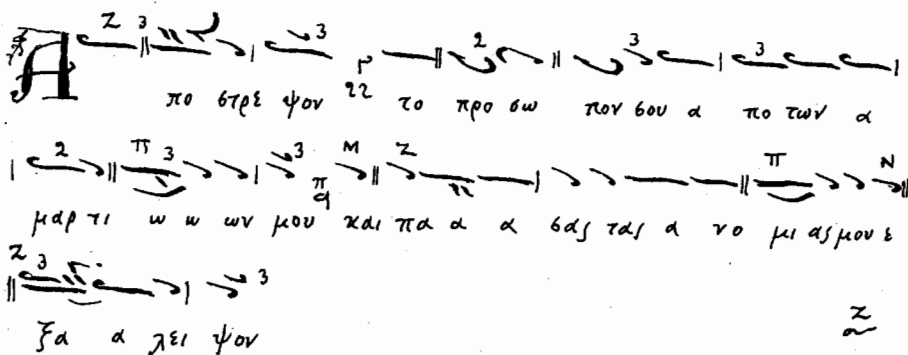 Α πο στρε ψον το προ σω πον σου α πο των α
μαρ τι ω ω ων μου και πα α α σας τας α νο μι ας μου ε
ξα α λει ψον